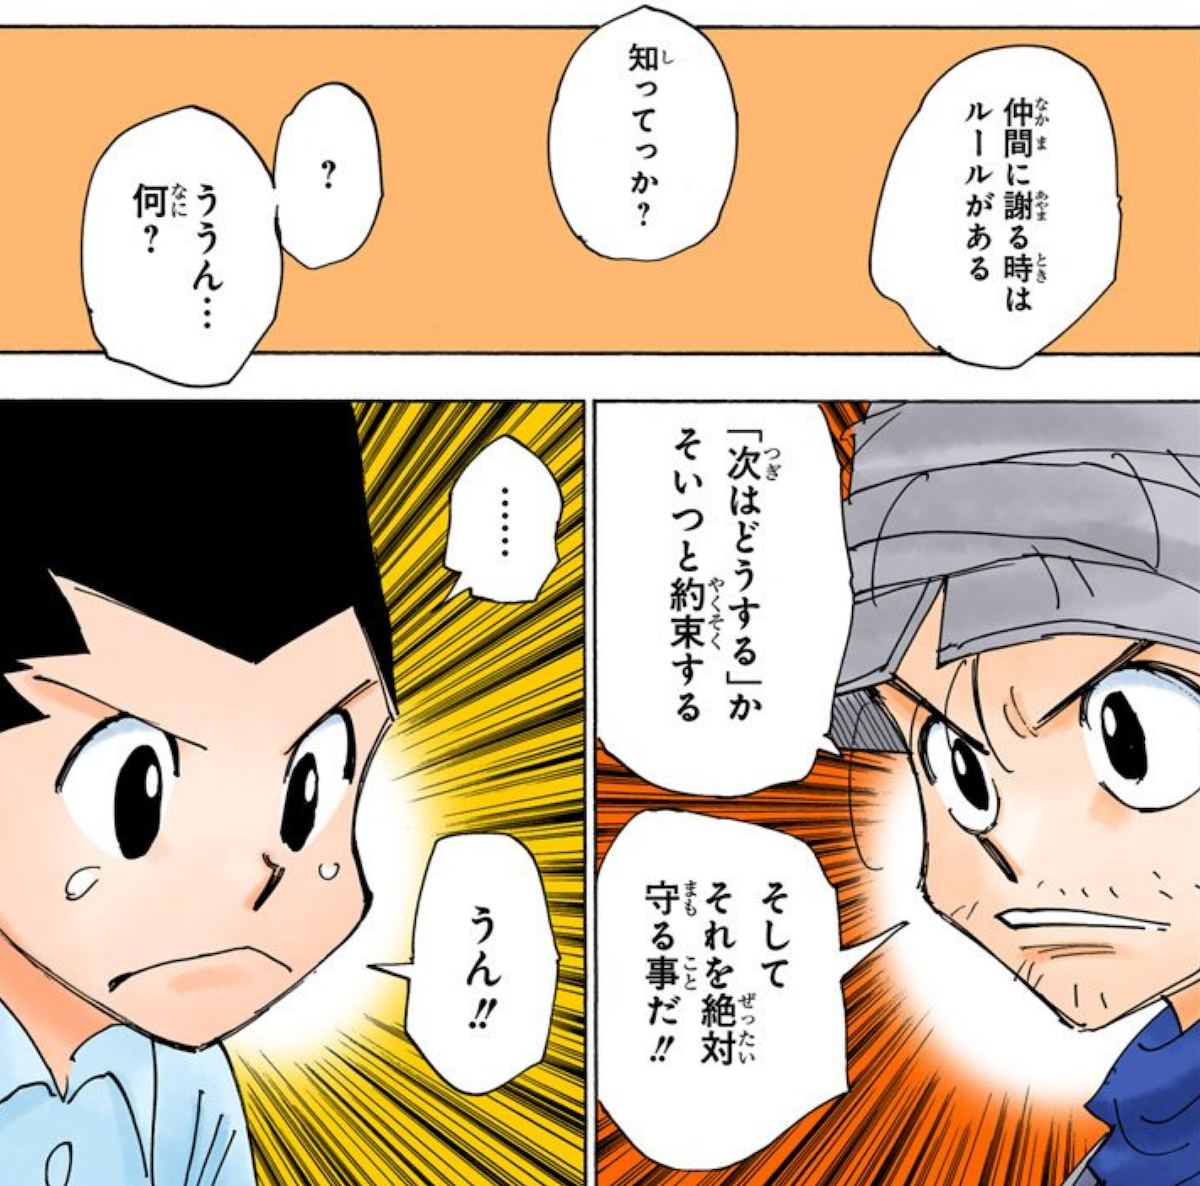 仲間に謝る時は
ルールがある
知ってっか?
?
ううん…
何?
「次はどうする」か
そいつと約束する
そして
それを絶対
守る事だ!!
……
うん!!